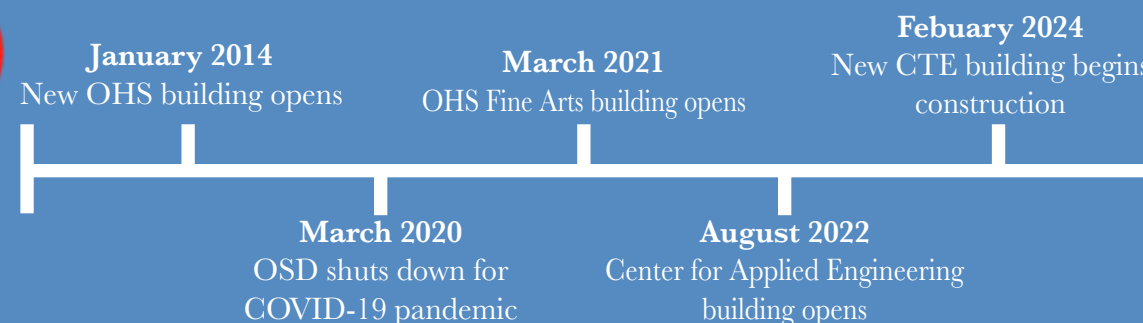 January 2014
New OHS building opens
March 2020
OSD shuts down for
COVID-19 pandemic
March 2021
OHS Fine Arts building opens
August 2022
Center for Applied Engineering
building opens
Febuary 2024
New CTE building begins
construction